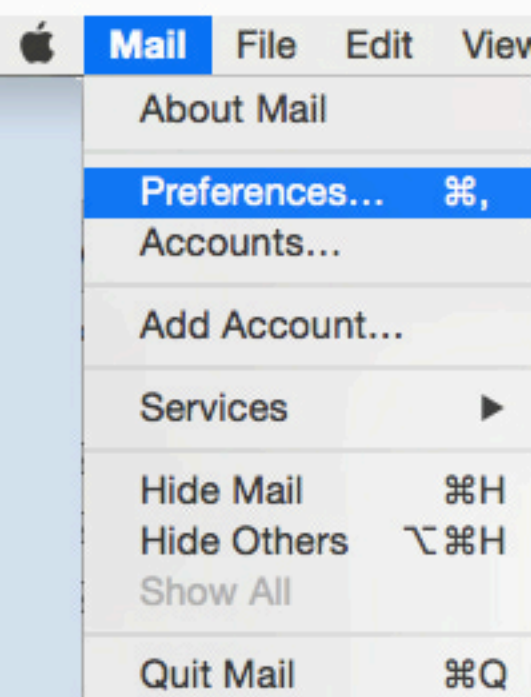 Mail File Edit View
About Mail
Preferences... ⌘,
Accounts...
Add Account...
Services ▶
Hide Mail ⌘H
Hide Others ⌥⌘H
Show All
Quit Mail ⌘Q